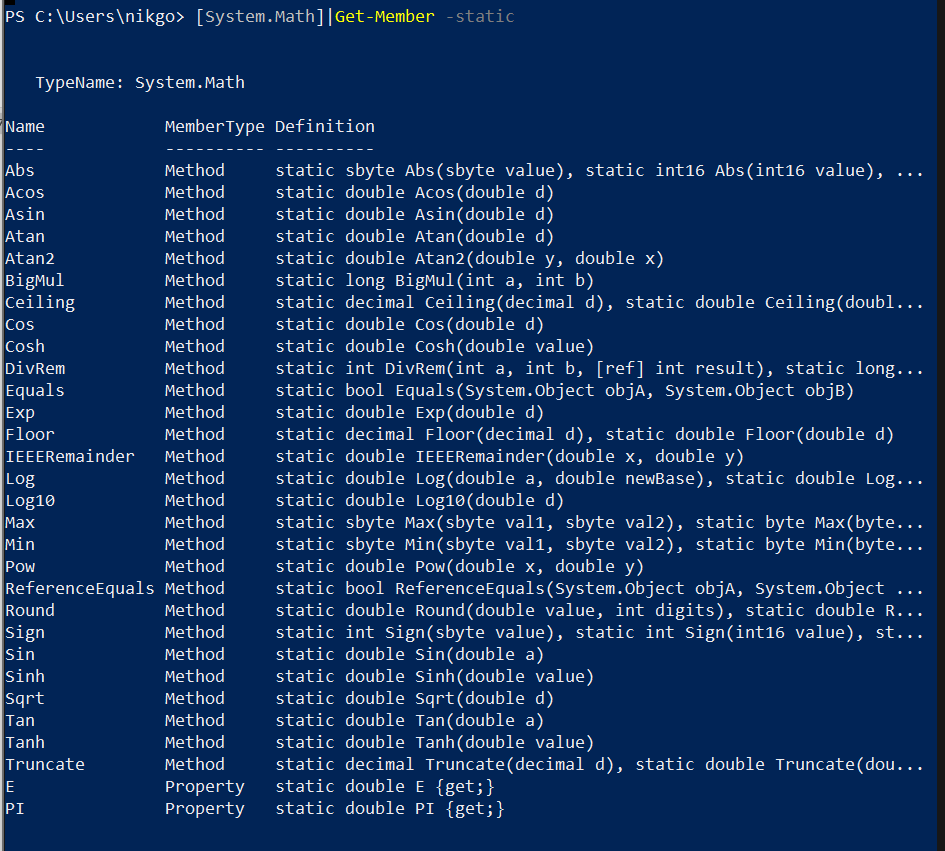 PS C:\Users\nikgo> [System.Math]|Get-Member -static
TypeName: System.Math
Name MemberType Definition
---- ---------- ----------
Abs Method static sbyte Abs(sbyte value), static int16 Abs(int16 value), ...
Acos Method static double Acos(double d)
Asin Method static double Asin(double d)
Atan Method static double Atan(double d)
Atan2 Method static double Atan2(double y, double x)
BigMul Method static long BigMul(int a, int b)
Ceiling Method static decimal Ceiling(decimal d), static double Ceiling(doubl...
Cos Method static double Cos(double d)
Cosh Method static double Cosh(double value)
DivRem Method static int DivRem(int a, int b, [ref] int result), static long...
Equals Method static bool Equals(System.Object objA, System.Object objB)
Exp Method static double Exp(double d)
Floor Method static decimal Floor(decimal d), static double Floor(double d)
IEEERemainder Method static double IEEERemainder(double x, double y)
Log Method static double Log(double a, double newBase), static double Log...
Log10 Method static double Log10(double d)
Max Method static sbyte Max(sbyte val1, sbyte val2), static byte Max(byte...
Min Method static sbyte Min(sbyte val1, sbyte val2), static byte Min(byte...
Pow Method static double Pow(double x, double y)
ReferenceEquals Method static bool ReferenceEquals(System.Object objA, System.Object ...
Round Method static double Round(double value, int digits), static double R...
Sign Method static int Sign(sbyte value), static int Sign(int16 value), st...
Sin Method static double Sin(double a)
Sinh Method static double Sinh(double value)
Sqrt Method static double Sqrt(double d)
Tan Method static double Tan(double a)
Tanh Method static double Tanh(double value)
Truncate Method static decimal Truncate(decimal d), static double Truncate(dou...
E Property static double E {get;}
PI Property static double PI {get;}